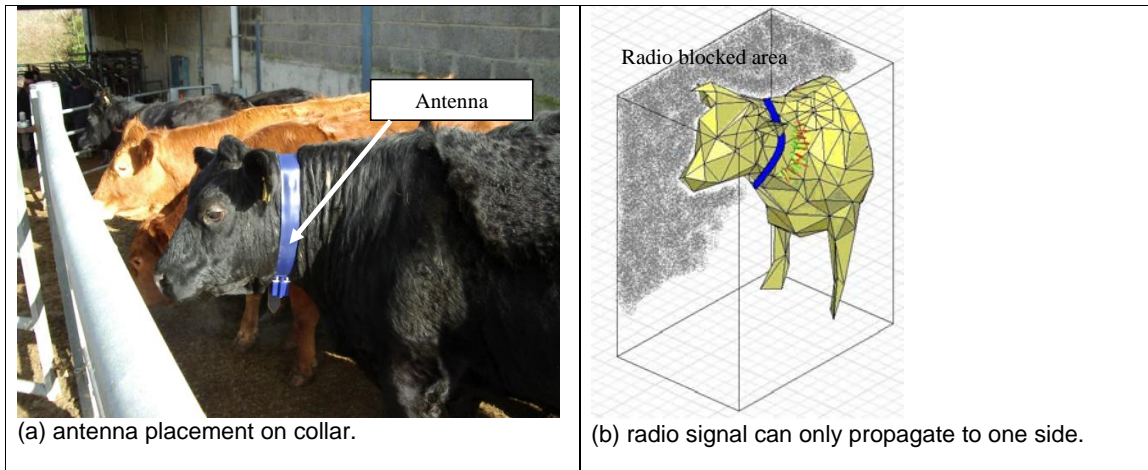 Antenna
Radio blocked area
(a) antenna placement on collar.
(b) radio signal can only propagate to one side.